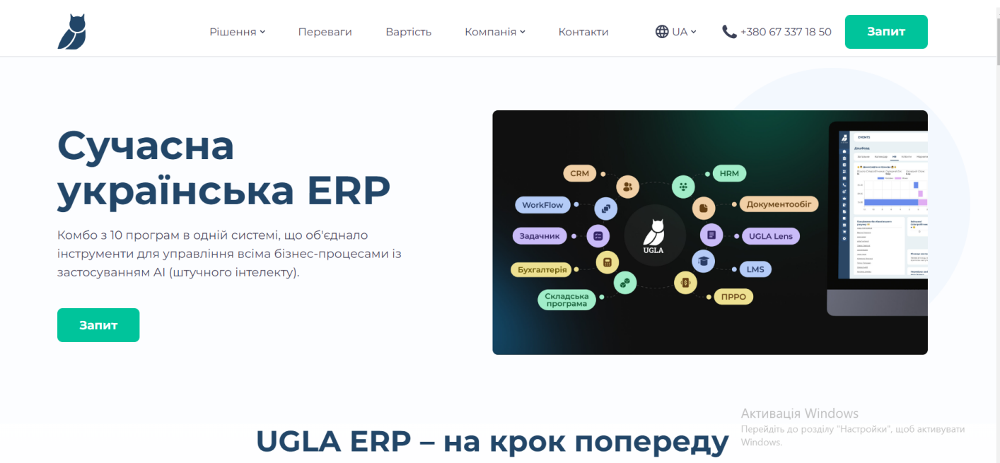 Рішення
Переваги
Вартість
Компанія
Контакти
UA
+380 67 337 18 50
Запит
Сучасна
українська ERP
Комбо з 10 програм в одній системі, що об'єднало
інструменти для управління всіма бізнес-процесами із
застосуванням AI (штучного інтелекту).
Запит
CRM
HRM
WorkFlow
Документообіг
Задачник
UGLA
UGLA Lens
Бухгалтерія
LMS
Складська
програма
ПРРО
EVENTS
Дашборд
UGLA ERP – на крок попереду
Активація Windows
Перейдіть до розділу "Настройки", щоб активувати
Windows.